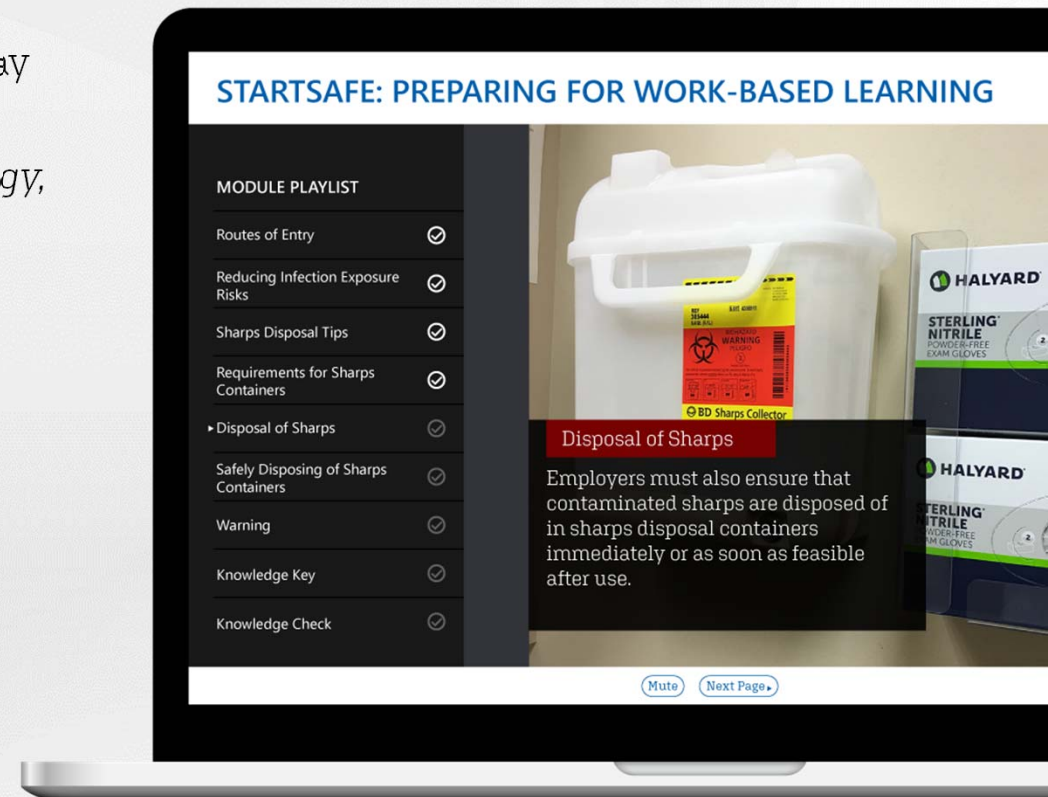 ay
gy,
STARTSAFE: PREPARING FOR WORK-BASED LEARNING
MODULE PLAYLIST
Routes of Entry
Reducing Infection Exposure
Risks
Sharps Disposal Tips
Requirements for Sharps
Containers
Disposal of Sharps
Safely Disposing of Sharps
Containers
Warning
Knowledge Key
Knowledge Check
WARNING
BD Sharps Collector
Disposal of Sharps
Employers must also ensure that
contaminated sharps are disposed of
in sharps disposal containers
immediately or as soon as feasible
after use.
HALYARD
STERLING
NITRILE
POWDER-FREE
EXAM GLOVES
2
HALYARD
STERLING
NITRILE
POWDER-FREE
EXAM GLOVES
2
Mute
Next Page